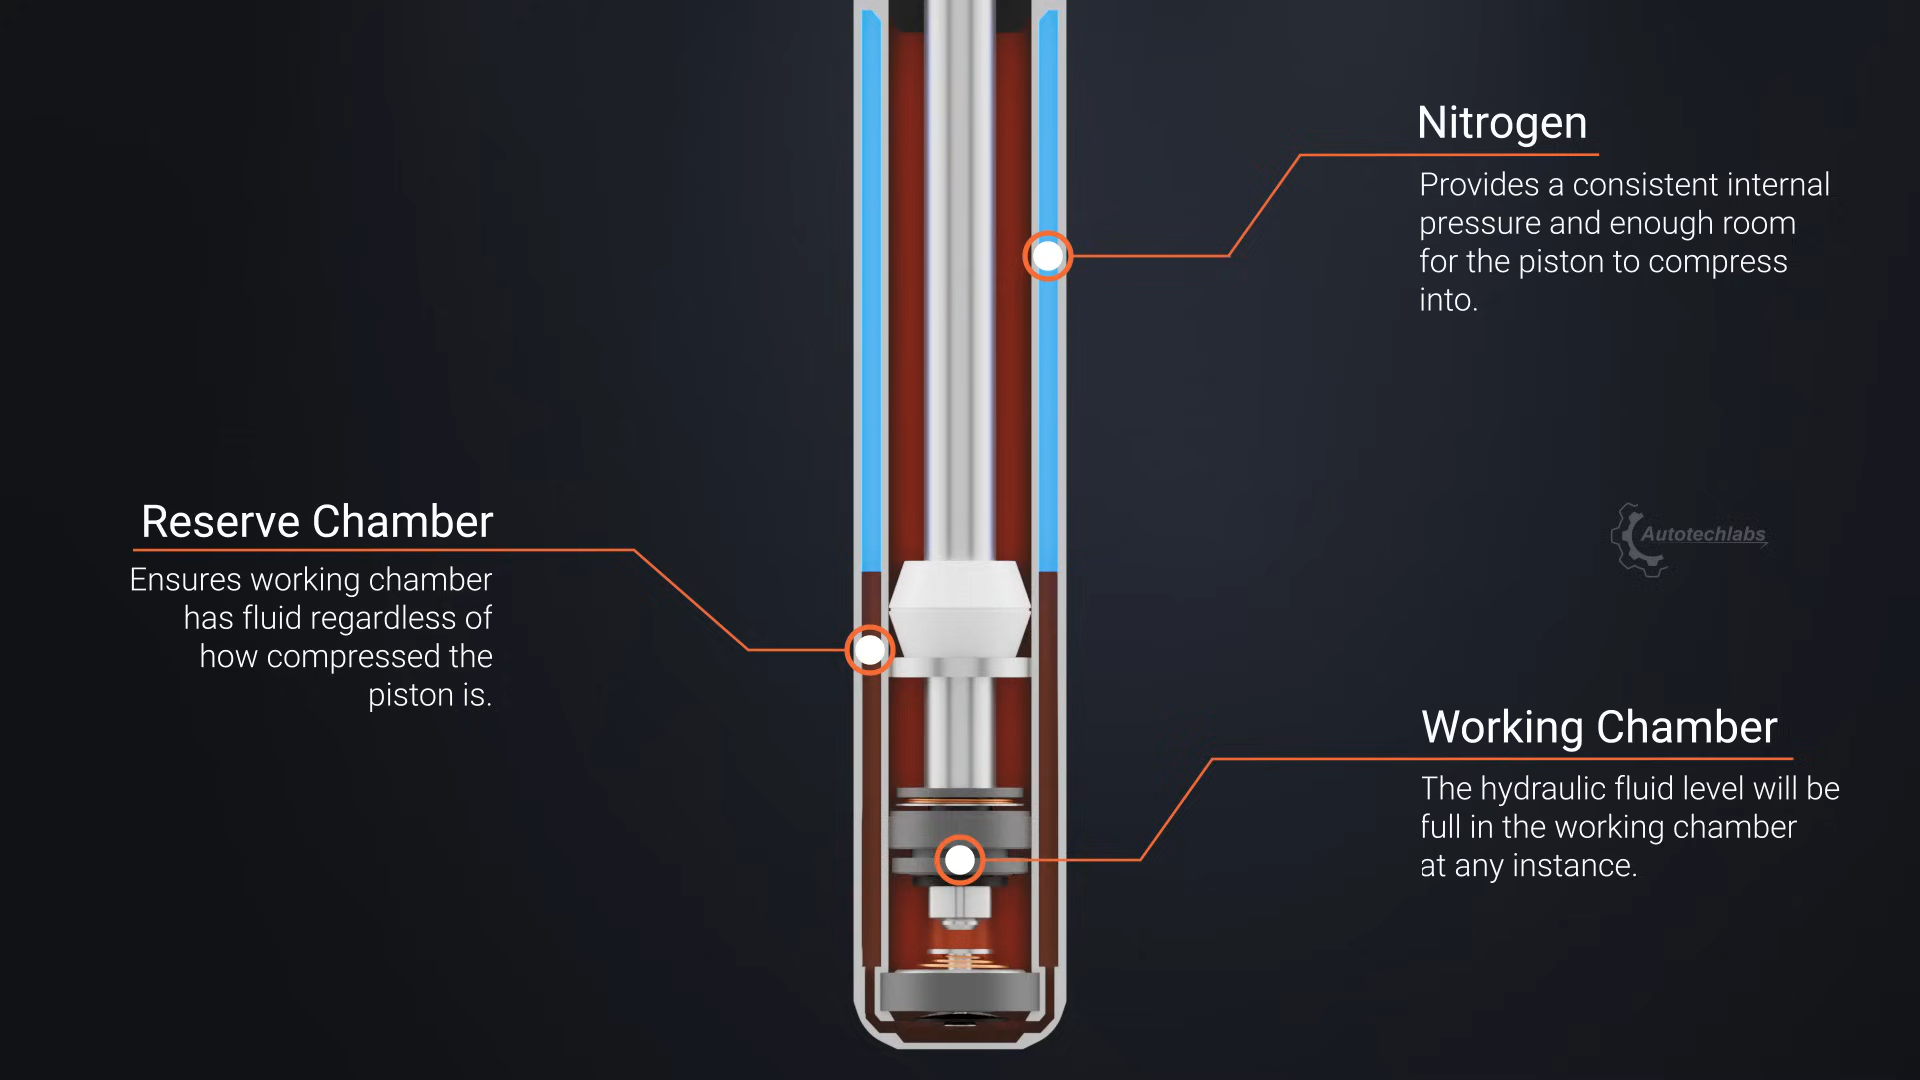 Nitrogen
Provides a consistent internal
pressure and enough room
for the piston to compress
into.
Reserve Chamber
Ensures working chamber
has fluid regardless of
how compressed the
piston is.
Autotechlabs
Working Chamber
The hydraulic fluid level will be
full in the working chamber
at any instance.